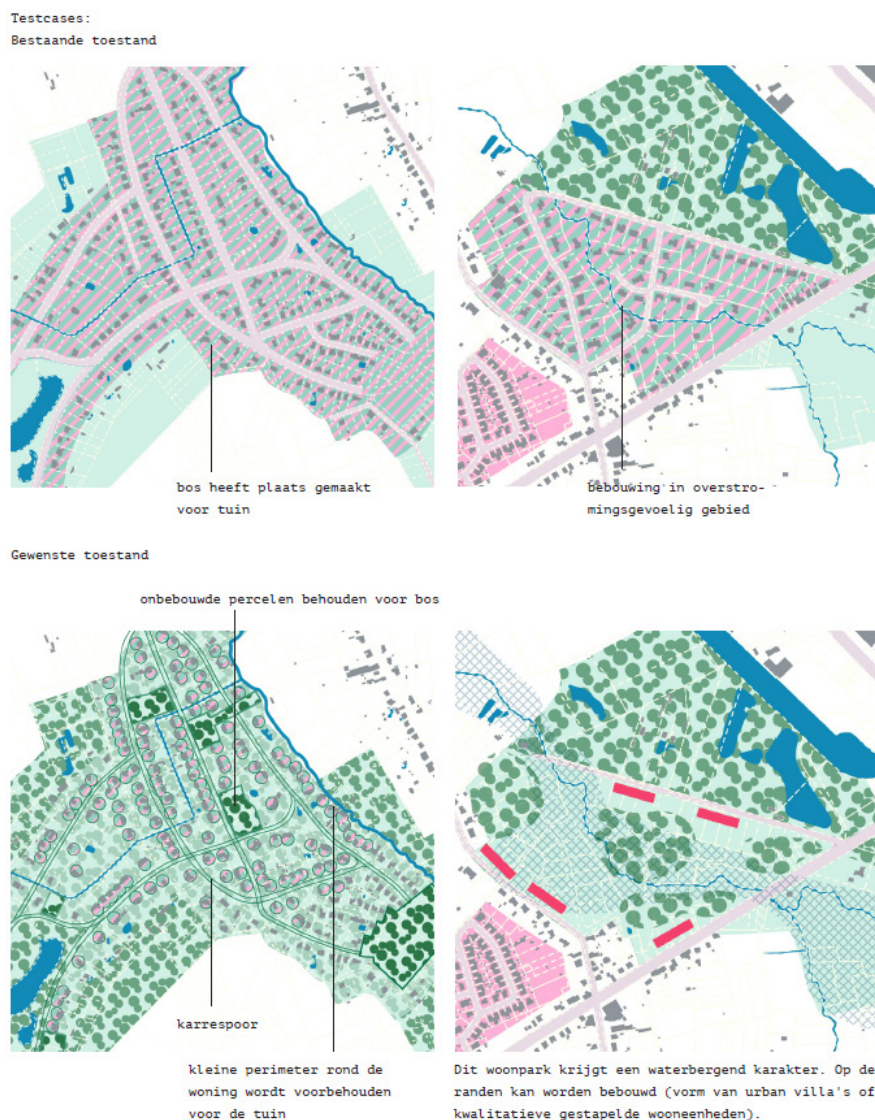 Testcases:
Bestaande toestand
bos heeft plaats gemaakt
voor tuin
bebouwing in overstro-
mingsgevoelig gebied
Gewenste toestand
onbebouwde percelen behouden voor bos
karrespoor
kleine perimeter rond de
woning wordt voorbehouden
voor de tuin
Dit woonpark krijgt een waterbergend karakter. Op de
randen kan worden bebouwd (vorm van urban villa's of
kwalitatieve gestapelde wooneenheden).